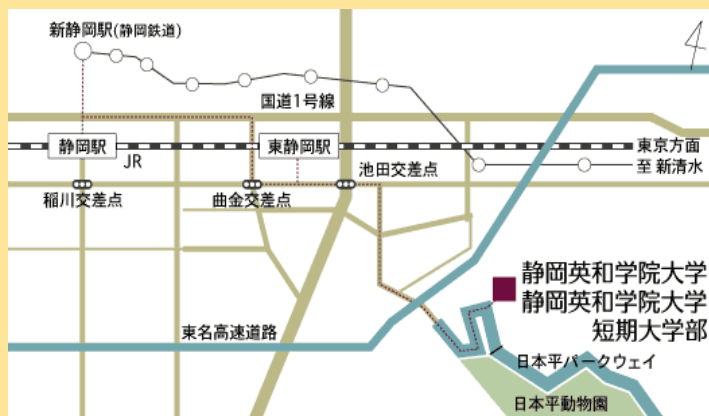 新静岡駅(静岡鉄道)
国道1号線
静岡駅
東静岡駅
東京方面
JR
至 新清水
池田交差点
稲川交差点
曲金交差点
静岡英和学院大学
静岡英和学院大学
短期大学部
東名高速道路
日本平パークウェイ
日本平動物園